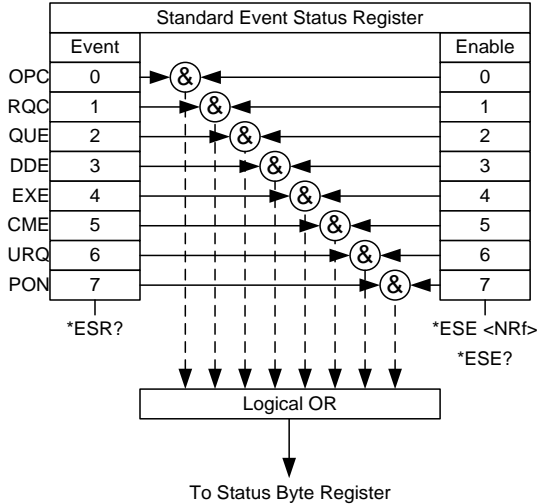 Standard Event Status Register
Event Enable
OPC 0 & 0
RQC 1 & 1
QUE 2 & 2
DDE 3 & 3
EXE 4 & 4
CME 5 & 5
URQ 6 & 6
PON 7 & 7
*ESR? *ESE <NRf>
*ESE?
Logical OR
To Status Byte Register